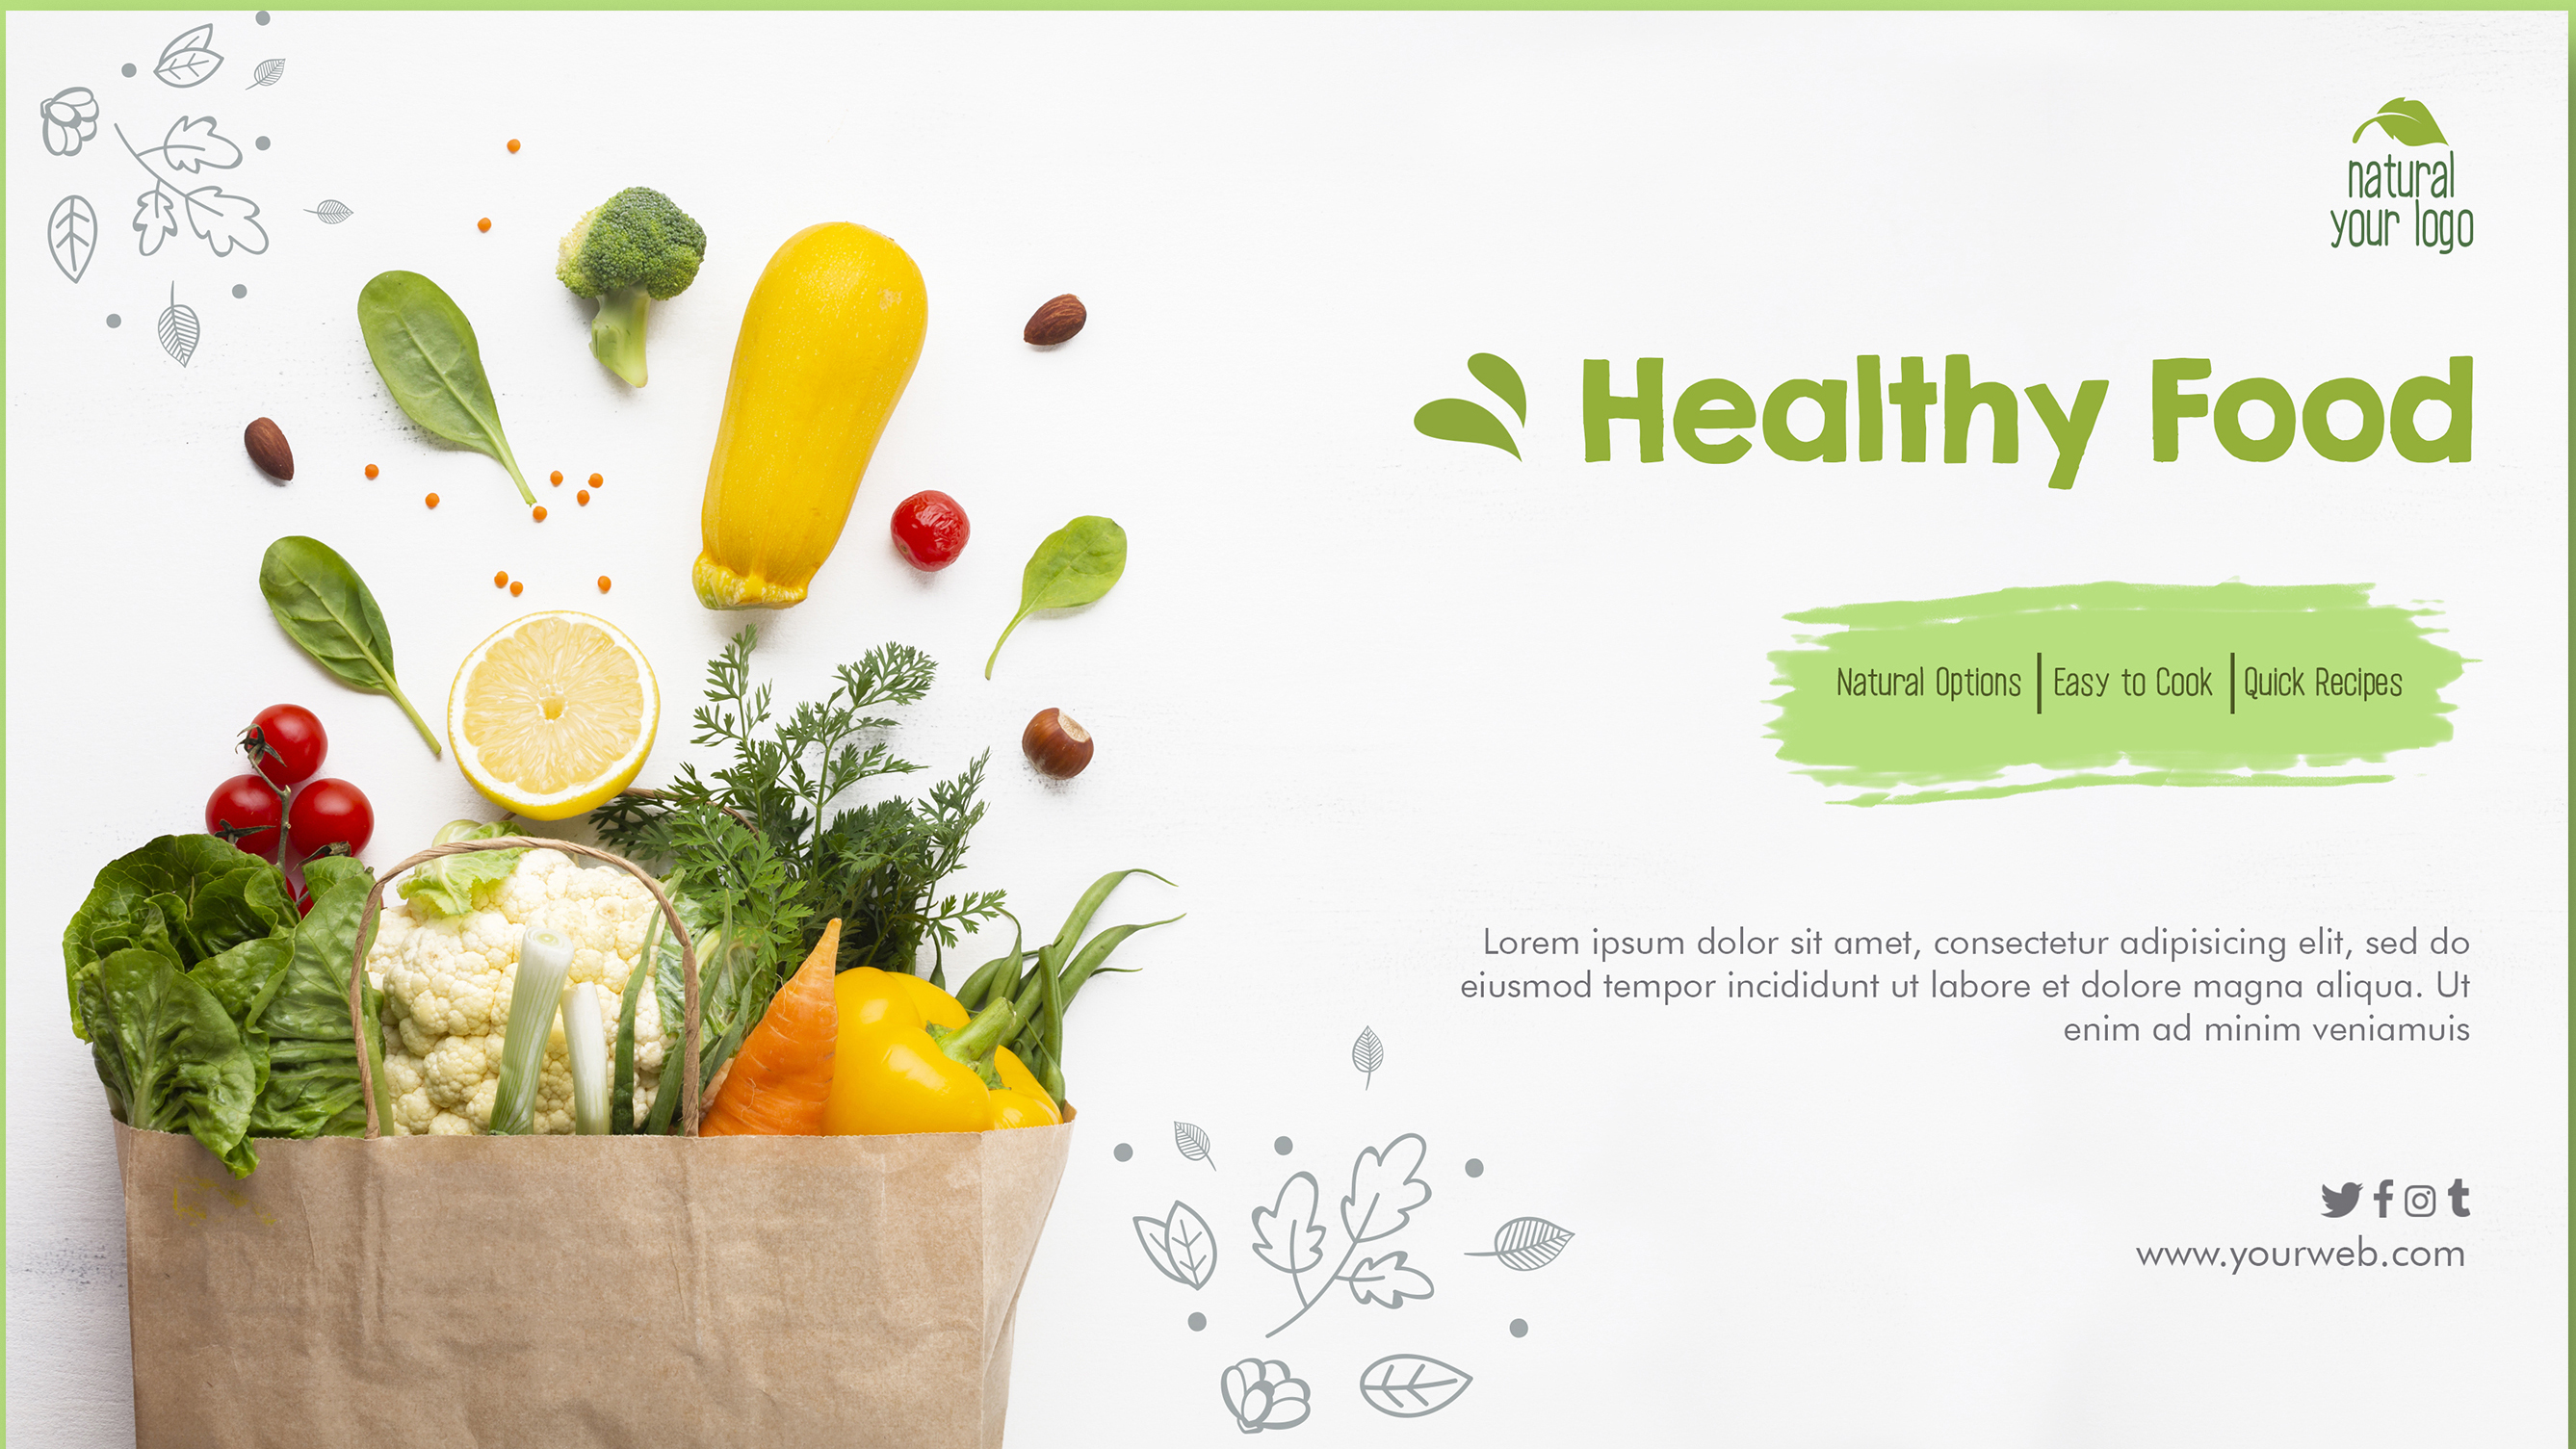 natural
your logo
Healthy Food
Natural Options | Easy to Cook | Quick Recipes
Lorem ipsum dolor sit amet, consectetur adipisicing elit, sed do
eiusmod tempor incididunt ut labore et dolore magna aliqua. Ut
enim ad minim veniamuis
www.yourweb.com